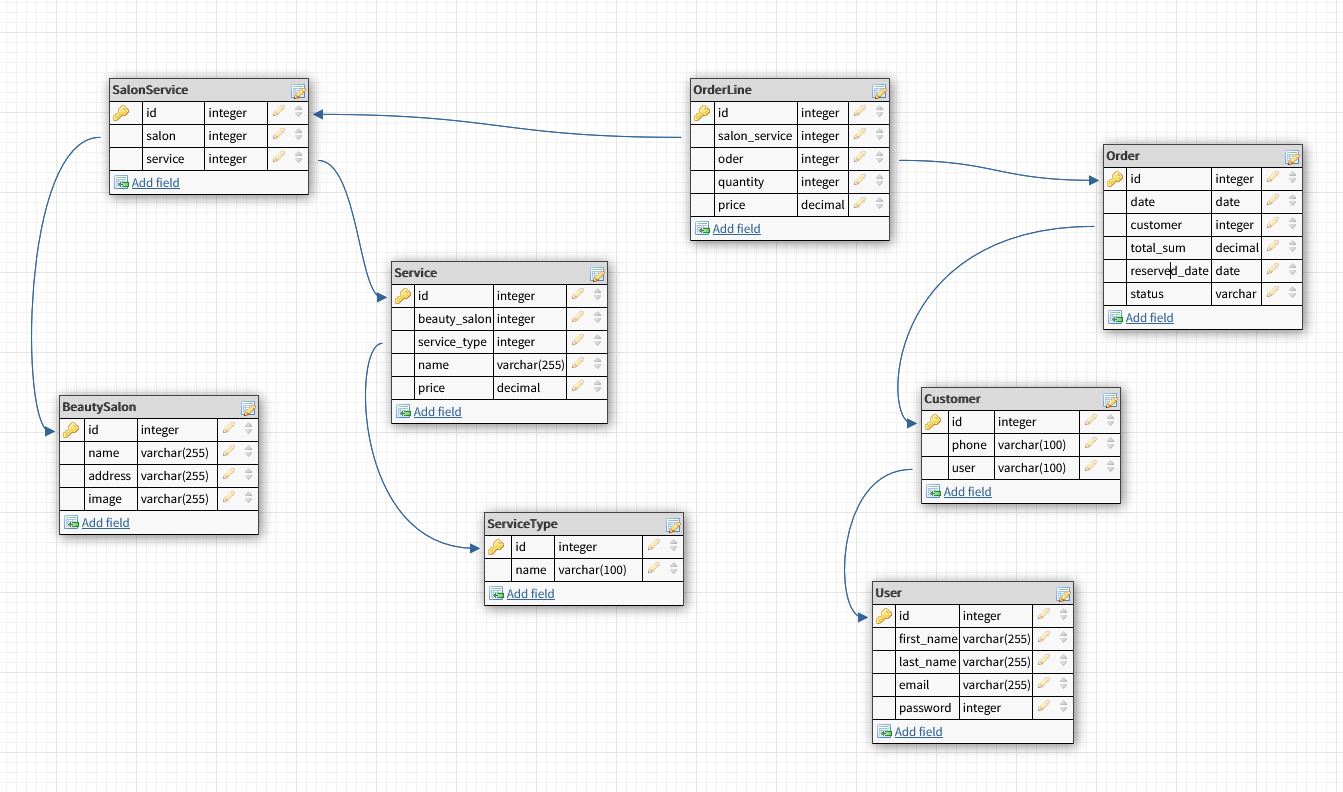 SalonService
id integer
salon integer
service integer
Add field
OrderLine
id integer
salon_service integer
oder integer
quantity integer
price decimal
Add field
Order
id integer
date date
customer integer
total_sum decimal
reserved_date date
status varchar
Add field
Service
id integer
beauty_salon integer
service_type integer
name varchar(255)
price decimal
Add field
BeautySalon
id integer
name varchar(255)
address varchar(255)
image varchar(255)
Add field
Customer
id integer
phone varchar(100)
user varchar(100)
Add field
ServiceType
id integer
name varchar(100)
Add field
User
id integer
first_name varchar(255)
last_name varchar(255)
email varchar(255)
password integer
Add field